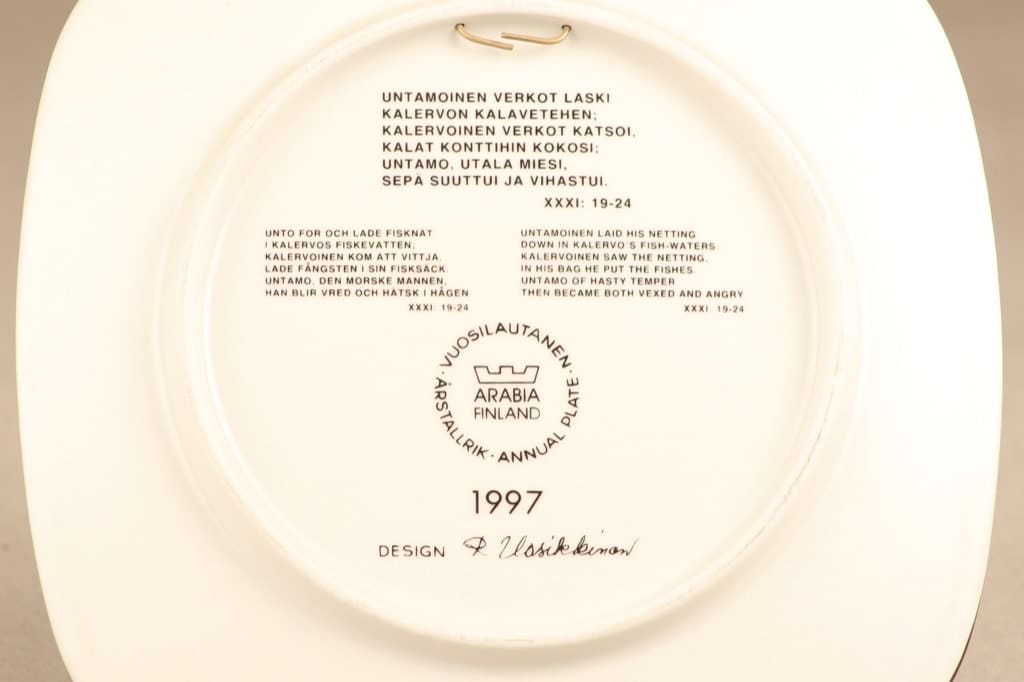 UNTAMOINEN VERKOT LASKI
KALERVON KALAVETEHEN;
KALERVOINEN VERKOT KATSOI,
KALAT KONTTIHIN KOKOSI;
UNTAMO, UTALA MIESI,
SEPÄ SUUTTUI JA VIHASTUI.
XXXI: 19-24
UNTO FOR OCH LADE FISKNÄT
I KALERVOS FISKEVATTEN;
KALERVOINEN KOM ATT VITTJA,
LADE FÅNGSTEN I SIN FISKSÄCK.
UNTAMO, DEN MORSKE MANNEN,
HAN BLIR VRED OCH HÄTSK I HÅGEN
XXXI: 19-24
UNTAMOINEN LAID HIS NETTING
DOWN IN KALERVO'S FISH-WATERS.
KALERVOINEN SAW THE NETTING,
IN HIS BAG HE PUT THE FISHES.
UNTAMO OF HASTY TEMPER
THEN BECAME BOTH VEXED AND ANGRY
XXXI: 19-24
· VUOSILAUTANEN ·
ANNUAL PLATE ·
ÅRSTALLRIK
ARABIA
FINLAND
1997
DESIGN R Uosikkinen